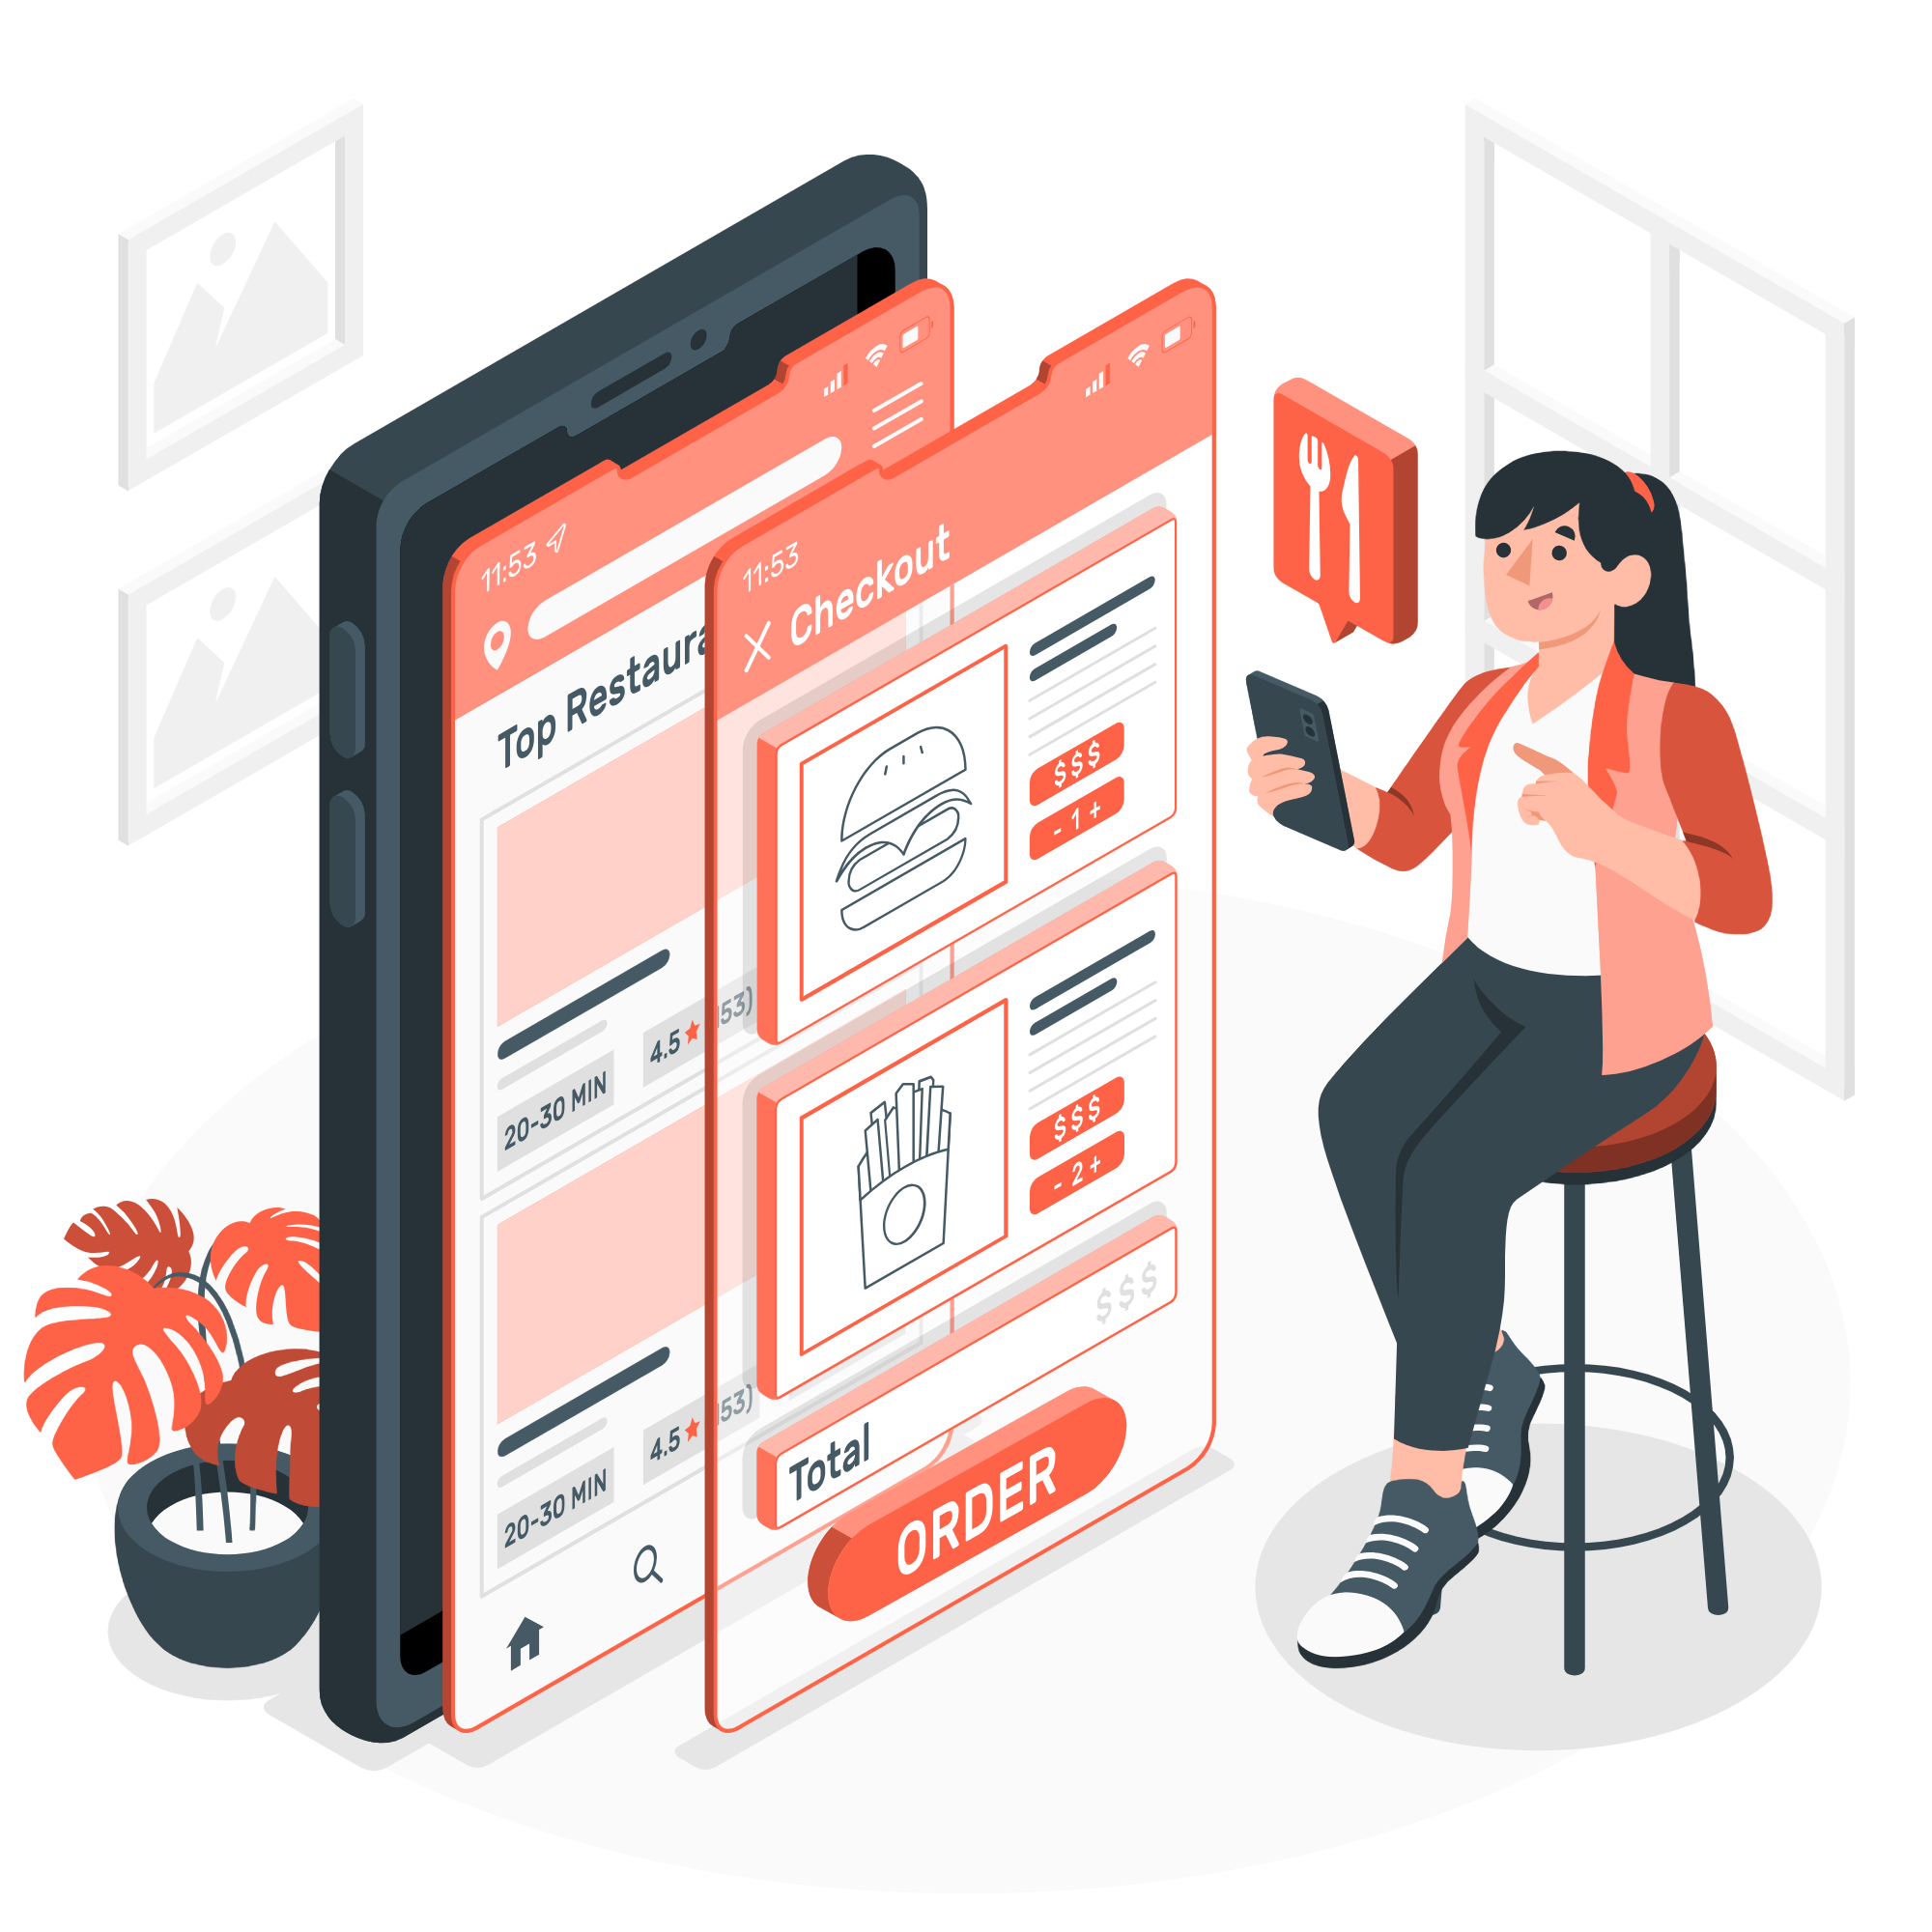 11:53
Top Restaura
4.5
53)
20-30 MIN
4.5
53)
20-30 MIN
11:53
Checkout
$$$
- 1 +
$$$
- 2 +
Total
$$$
ORDER